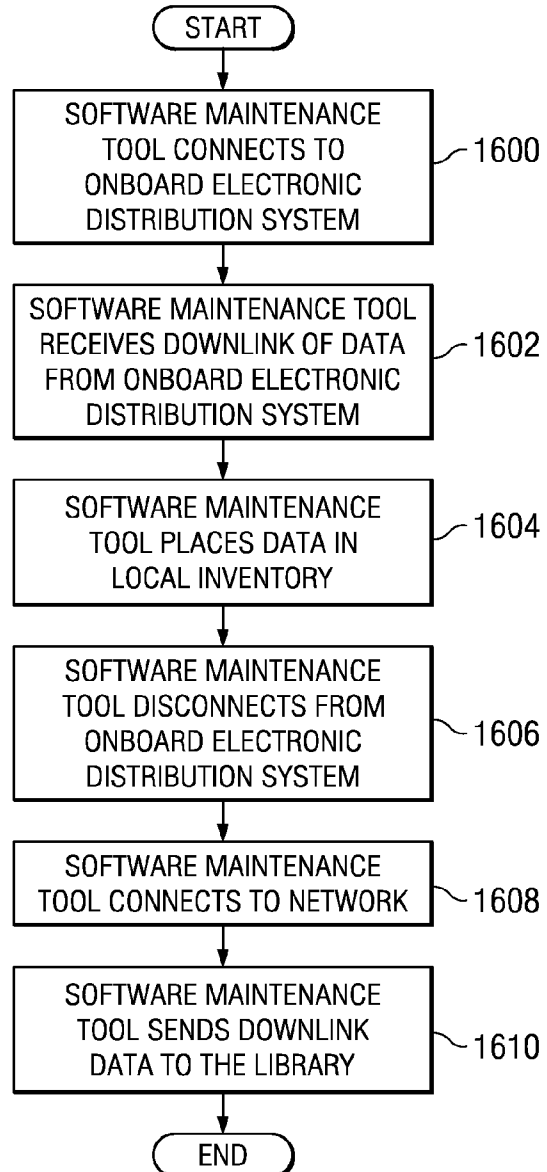 START
SOFTWARE MAINTENANCE
TOOL CONNECTS TO
ONBOARD ELECTRONIC
DISTRIBUTION SYSTEM
1600
SOFTWARE MAINTENANCE TOOL
RECEIVES DOWNLINK OF DATA
FROM ONBOARD ELECTRONIC
DISTRIBUTION SYSTEM
1602
SOFTWARE MAINTENANCE
TOOL PLACES DATA IN
LOCAL INVENTORY
1604
SOFTWARE MAINTENANCE
TOOL DISCONNECTS FROM
ONBOARD ELECTRONIC
DISTRIBUTION SYSTEM
1606
SOFTWARE MAINTENANCE
TOOL CONNECTS TO NETWORK
1608
SOFTWARE MAINTENANCE
TOOL SENDS DOWNLINK
DATA TO THE LIBRARY
1610
END